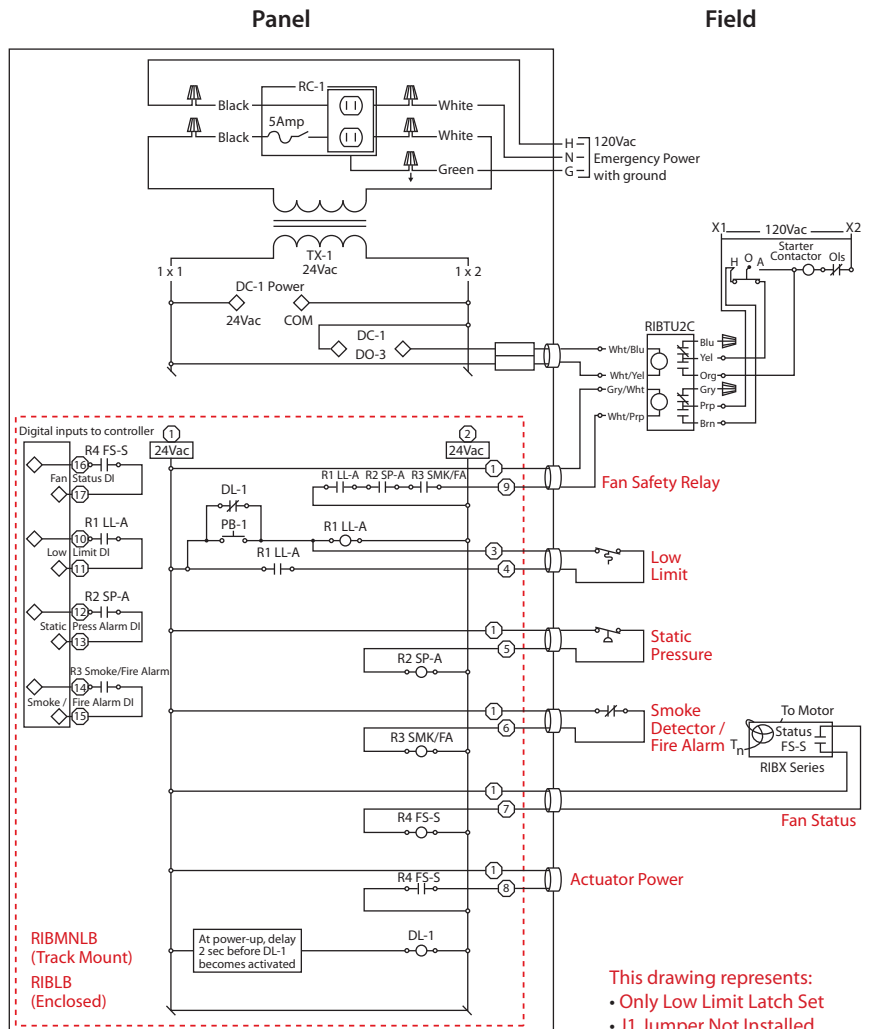 Panel
Field
RC-1
Black
White
5Amp
Black
White
Green
H
N
G
120Vac
Emergency Power
with ground
TX-1
24Vac
1 x 1
1 x 2
DC-1 Power
24Vac
COM
DC-1
DO-3
X1
120Vac
X2
Starter
Contactor
Ols
H O A
RIBTU2C
Wht/Blu
Wht/Yel
Gry/Wht
Wht/Prp
Blu
Yel
Org
Gry
Prp
Brn
Digital inputs to controller
1
24Vac
2
24Vac
R4 FS-S
16
Fan Status DI
17
R1 LL-A
10
Low Limit DI
11
R2 SP-A
12
Static Press Alarm DI
13
R3 Smoke/Fire Alarm
14
Smoke / Fire Alarm DI
15
1
R1 LL-A R2 SP-A R3 SMK/FA
9
Fan Safety Relay
DL-1
PB-1
R1 LL-A
3
R1 LL-A
4
Low
Limit
1
5
R2 SP-A
Static
Pressure
1
6
R3 SMK/FA
Smoke
Detector /
Fire Alarm
To Motor
Status
FS-S
Tn
RIBX Series
1
7
R4 FS-S
Fan Status
1
R4 FS-S
8
Actuator Power
At power-up, delay
2 sec before DL-1
becomes activated
DL-1
RIBMNLB
(Track Mount)
RIBLB
(Enclosed)
This drawing represents:
• Only Low Limit Latch Set
• J1 Jumper Not Installed